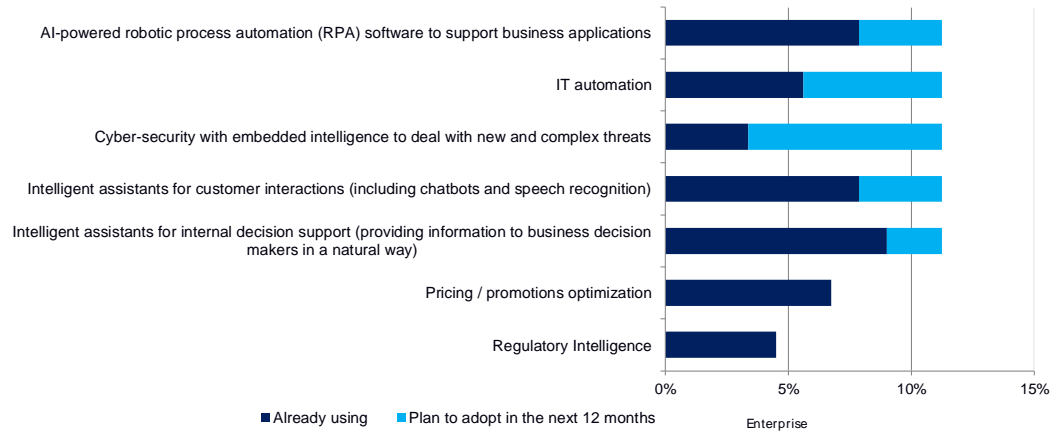 AI-powered robotic process automation (RPA) software to support business applications
IT automation
Cyber-security with embedded intelligence to deal with new and complex threats
Intelligent assistants for customer interactions (including chatbots and speech recognition)
Intelligent assistants for internal decision support (providing information to business decision
makers in a natural way)
Pricing / promotions optimization
Regulatory Intelligence
0% 5% 10% 15%
Already using Plan to adopt in the next 12 months
Enterprise